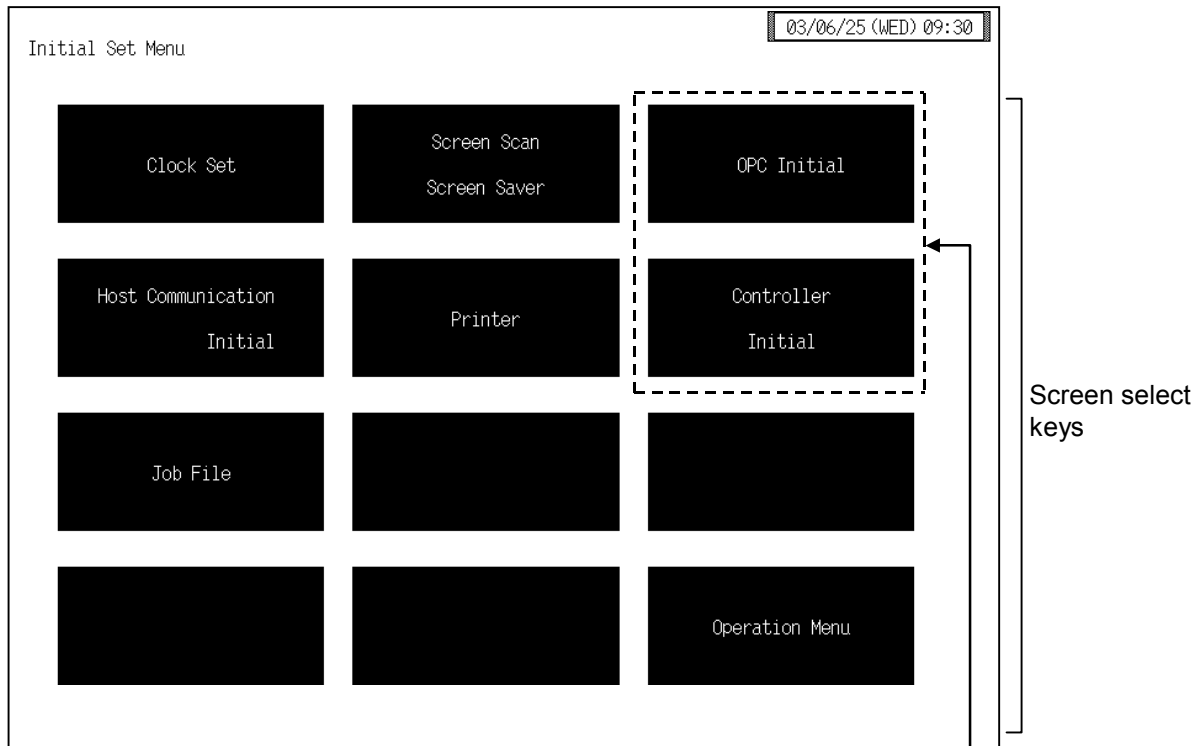 03/06/25(WED) 09:30
Initial Set Menu
Clock Set
Screen Scan
Screen Saver
OPC Initial
Host Communication
Initial
Printer
Controller
Initial
Job File
Operation Menu
Screen select
keys